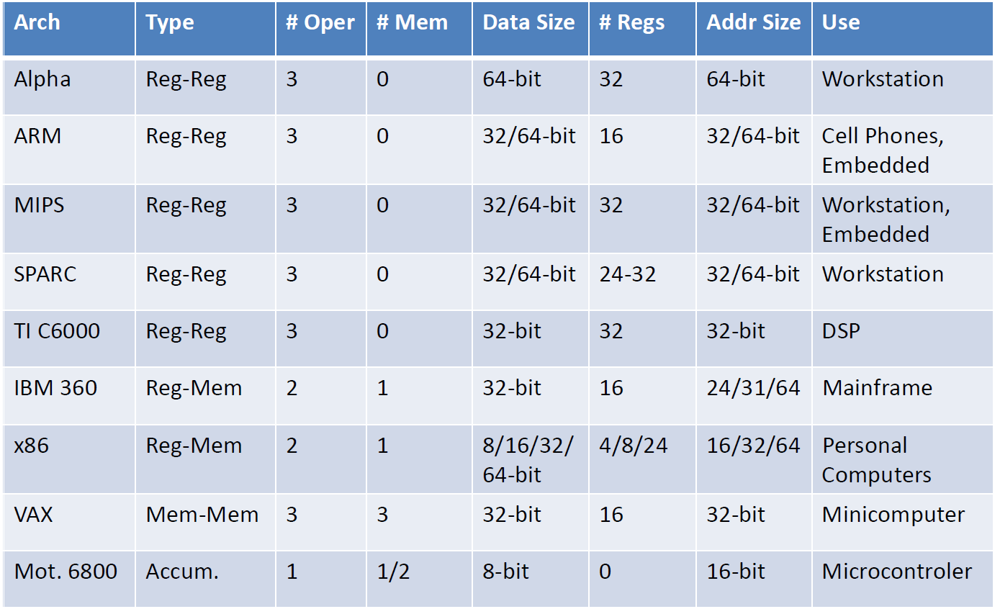 Arch Type # Oper # Mem Data Size # Regs Addr Size Use
Alpha Reg-Reg 3 0 64-bit 32 64-bit Workstation
ARM Reg-Reg 3 0 32/64-bit 16 32/64-bit Cell Phones,
Embedded
MIPS Reg-Reg 3 0 32/64-bit 32 32/64-bit Workstation,
Embedded
SPARC Reg-Reg 3 0 32/64-bit 24-32 32/64-bit Workstation
TI C6000 Reg-Reg 3 0 32-bit 32 32-bit DSP
IBM 360 Reg-Mem 2 1 32-bit 16 24/31/64 Mainframe
x86 Reg-Mem 2 1 8/16/32/ 4/8/24 16/32/64 Personal
64-bit Computers
VAX Mem-Mem 3 3 32-bit 16 32-bit Minicomputer
Mot. 6800 Accum. 1 1/2 8-bit 0 16-bit Microcontroler